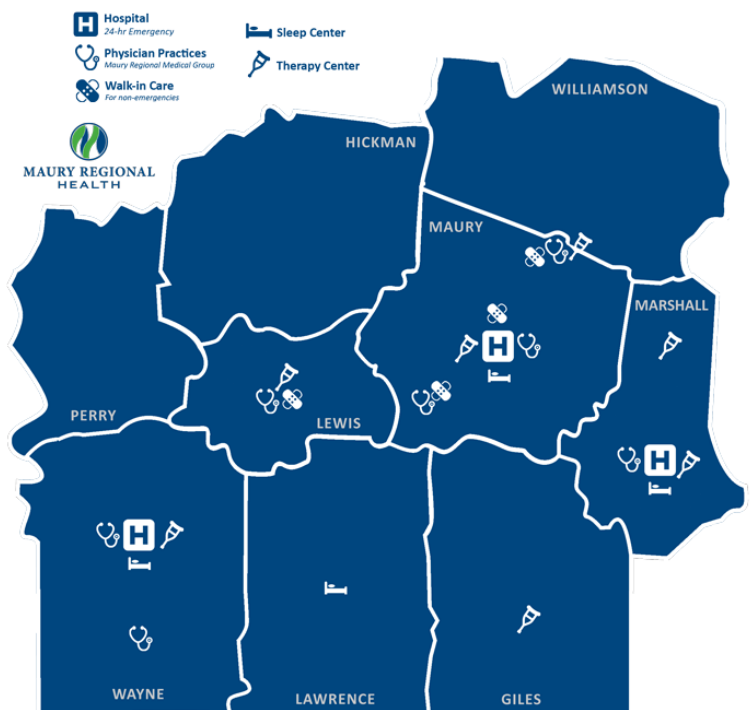 H Hospital
24-hr Emergency
Physician Practices
Maury Regional Medical Group
Walk-in Care
For non-emergencies
Sleep Center
Therapy Center
MAURY REGIONAL
HEALTH
WILLIAMSON
HICKMAN
MAURY
MARSHALL
H
PERRY
LEWIS
H
H
WAYNE
LAWRENCE
GILES